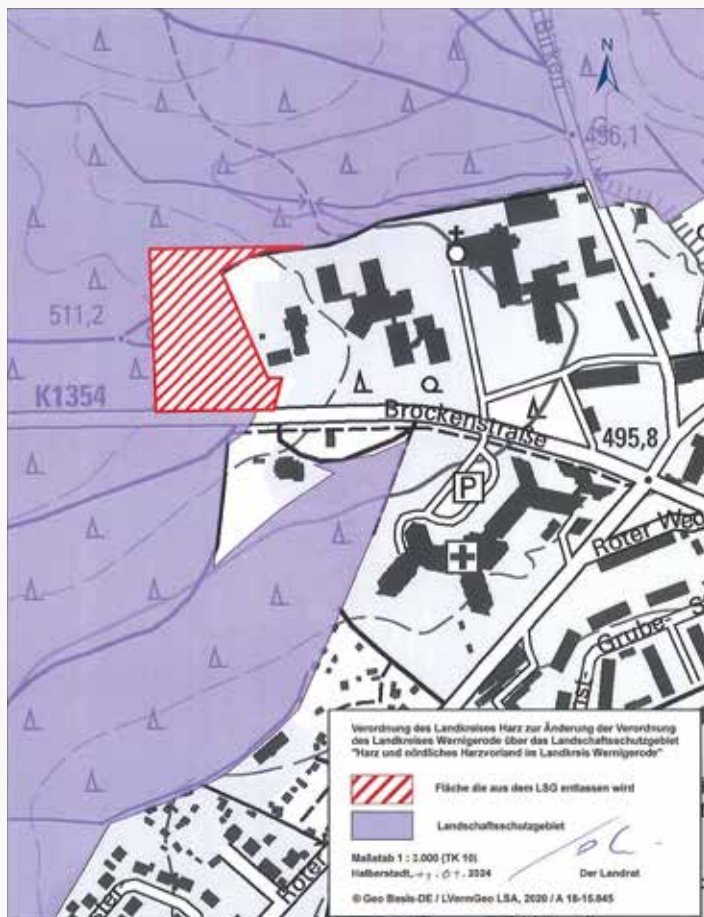 Birken
N
496,1
511,2
K1354
Brockenstraße
495,8
P
Roter Weg
Grube-
Roter
Verordnung des Landkreises Harz zur Änderung der Verordnung
des Landkreises Wernigerode über das Landschaftsschutzgebiet
"Harz und nördliches Harzvorland im Landkreis Wernigerode"
Fläche die aus dem LSG entlassen wird
Landschaftsschutzgebiet
Maßstab 1 : 3.000 (TK 10)
Halberstadt, 2024
Der Landrat
© Geo Basis-DE / LVermGeo LSA, 2020 / A 18-15.645